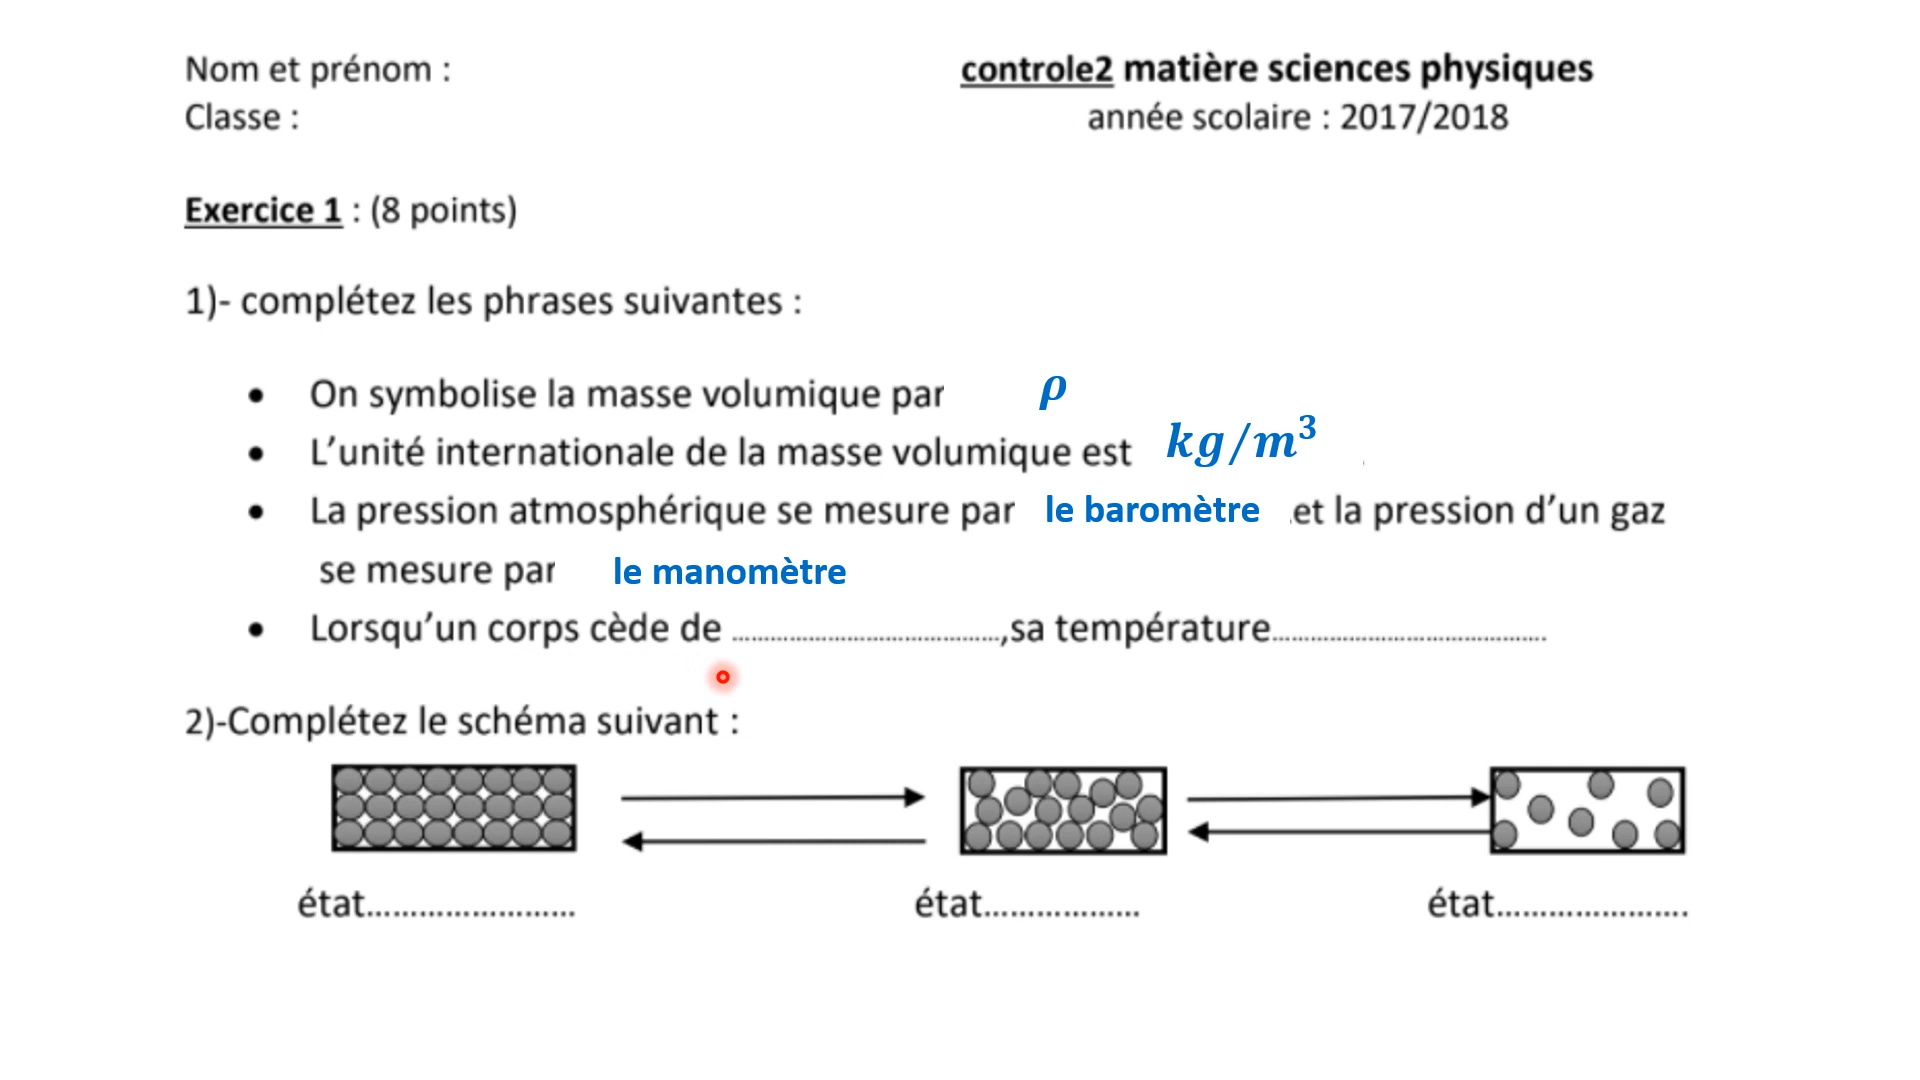 Nom et prénom :
controle2 matière sciences physiques
Classe :
année scolaire : 2017/2018
Exercice 1 : (8 points)
1)- complétez les phrases suivantes :
• On symbolise la masse volumique par ρ
• L’unité internationale de la masse volumique est kg/m³
• La pression atmosphérique se mesure par le baromètre .et la pression d’un gaz
se mesure par le manomètre
• Lorsqu’un corps cède de ……………………………………,sa température…………………………………….
2)-Complétez le schéma suivant :
état…………………… état……………… état………………….